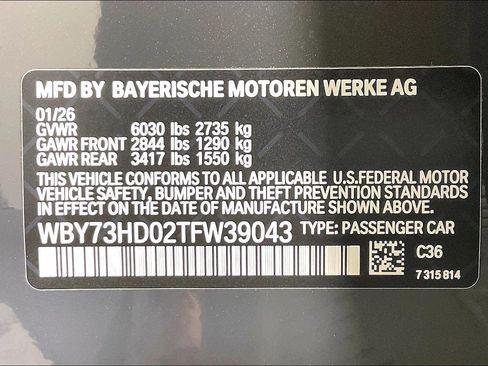 MFD BY BAYERISCHE MOTOREN WERKE AG
01/26
GVWR 6030 lbs 2735 kg
GAWR FRONT 2844 lbs 1290 kg
GAWR REAR 3417 lbs 1550 kg
THIS VEHICLE CONFORMS TO ALL APPLICABLE U.S.FEDERAL MOTOR
VEHICLE SAFETY, BUMPER AND THEFT PREVENTION STANDARDS
IN EFFECT ON THE DATE OF MANUFACTURE SHOWN ABOVE.
WBY73HD02TFW39043 TYPE: PASSENGER CAR
C36
7 315 814